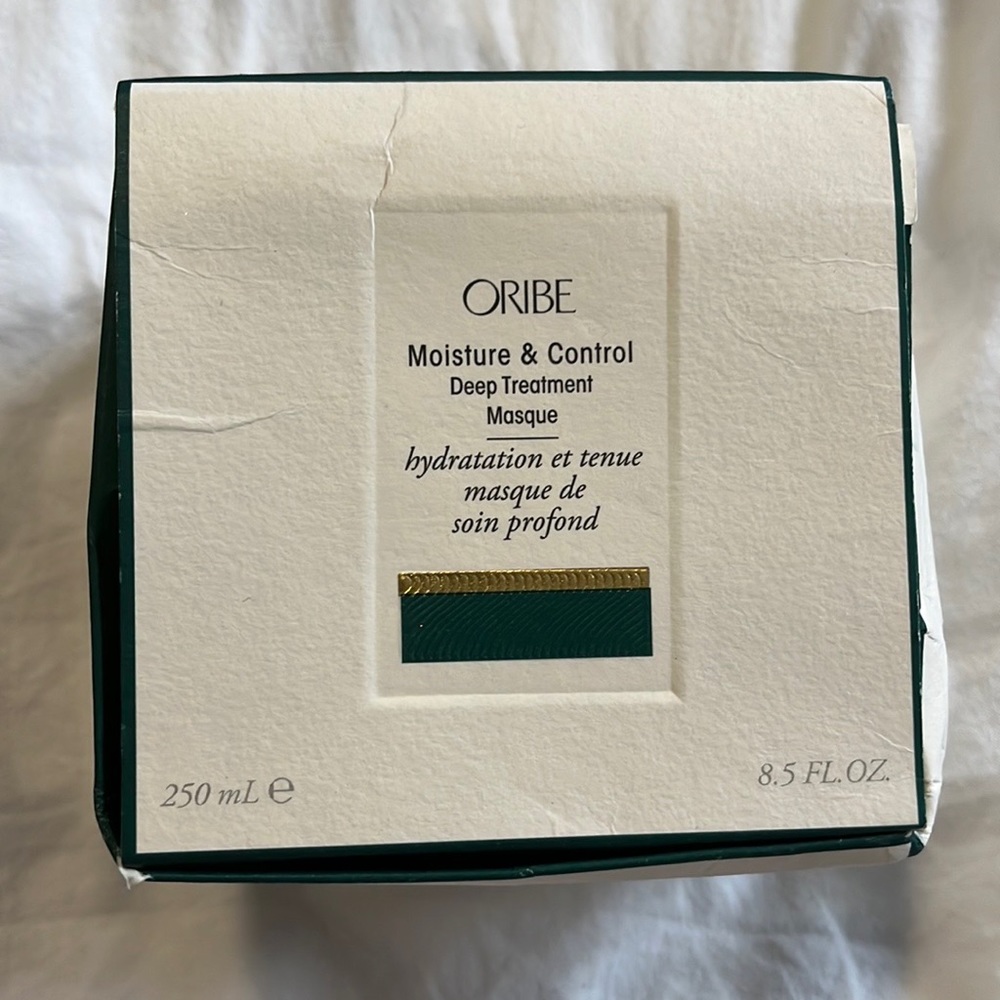 ORIBE
Moisture & Control
Deep Treatment
Masque
hydratation et tenue
masque de
soin profond
250 mL ℮
8.5 FL.OZ.